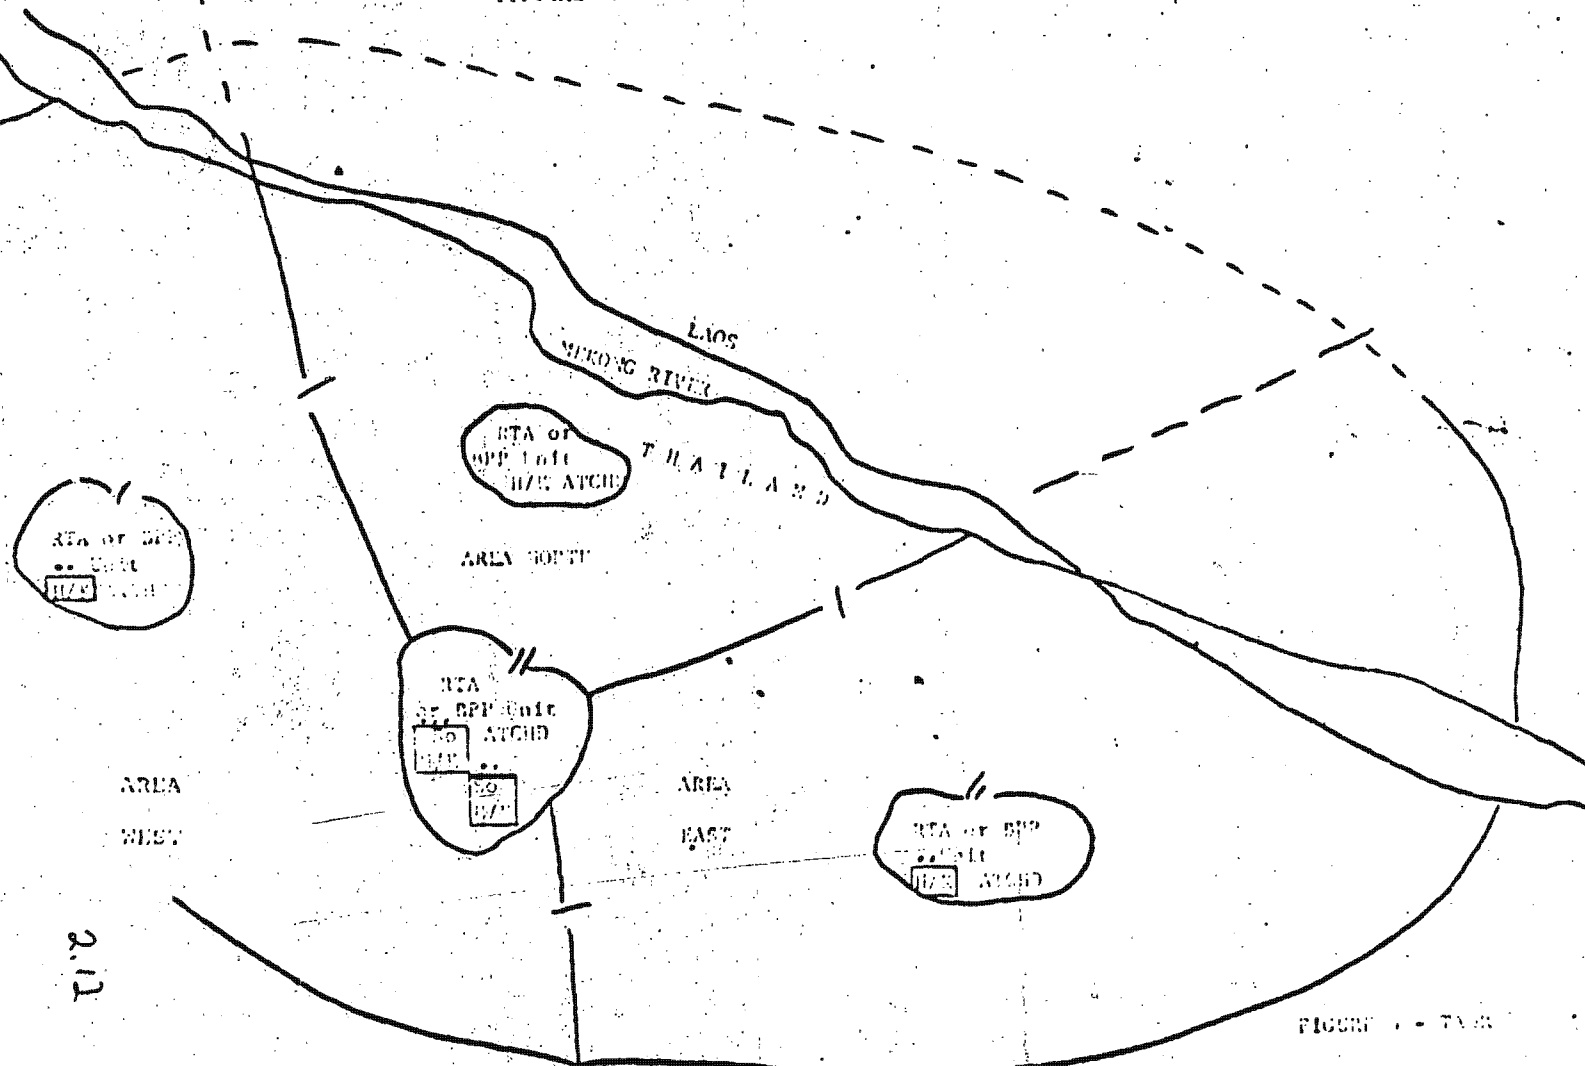 LAOS
MEKONG RIVER
THAILAND
RTA or
BPP Unit
H/K ATCHD
AREA NORTH
RTA or BPP
.. Unit
H/K
RTA
or BPP Unit
ATCHD
..
AREA
WEST
AREA
EAST
RTA or BPP
..Unit
H/K ATCHD
2.12
FIGURE